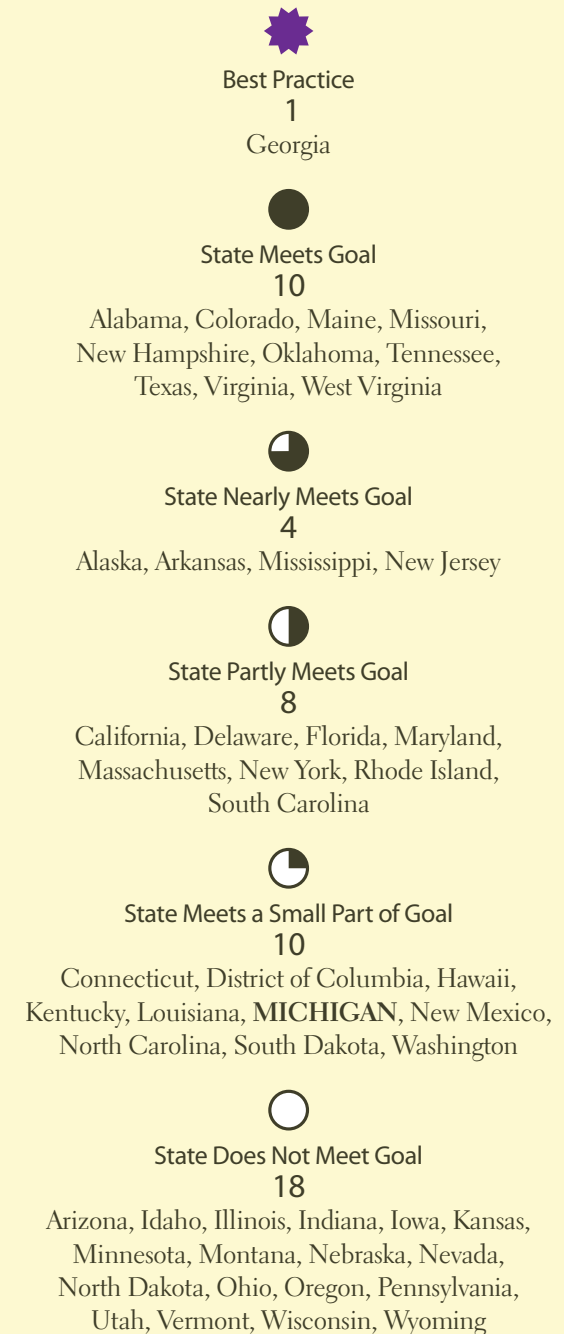 Best Practice
1
Georgia
State Meets Goal
10
Alabama, Colorado, Maine, Missouri,
New Hampshire, Oklahoma, Tennessee,
Texas, Virginia, West Virginia
State Nearly Meets Goal
4
Alaska, Arkansas, Mississippi, New Jersey
State Partly Meets Goal
8
California, Delaware, Florida, Maryland,
Massachusetts, New York, Rhode Island,
South Carolina
State Meets a Small Part of Goal
10
Connecticut, District of Columbia, Hawaii,
Kentucky, Louisiana, MICHIGAN, New Mexico,
North Carolina, South Dakota, Washington
State Does Not Meet Goal
18
Arizona, Idaho, Illinois, Indiana, Iowa, Kansas,
Minnesota, Montana, Nebraska, Nevada,
North Dakota, Ohio, Oregon, Pennsylvania,
Utah, Vermont, Wisconsin, Wyoming